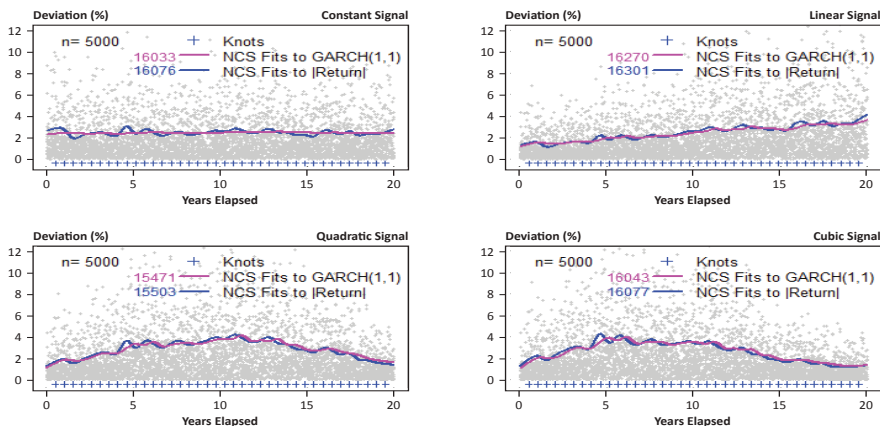 Deviation (%) Constant Signal
n= 5000 + Knots
16033 NCS Fits to GARCH(1,1)
16076 NCS Fits to |Return|
12
10
8
6
4
2
0
0 5 10 15 20
Years Elapsed
Deviation (%) Linear Signal
n= 5000 + Knots
16270 NCS Fits to GARCH(1,1)
16301 NCS Fits to |Return|
12
10
8
6
4
2
0
0 5 10 15 20
Years Elapsed
Deviation (%) Quadratic Signal
n= 5000 + Knots
15471 NCS Fits to GARCH(1,1)
15503 NCS Fits to |Return|
12
10
8
6
4
2
0
0 5 10 15 20
Years Elapsed
Deviation (%) Cubic Signal
n= 5000 + Knots
16043 NCS Fits to GARCH(1,1)
16077 NCS Fits to |Return|
12
10
8
6
4
2
0
0 5 10 15 20
Years Elapsed